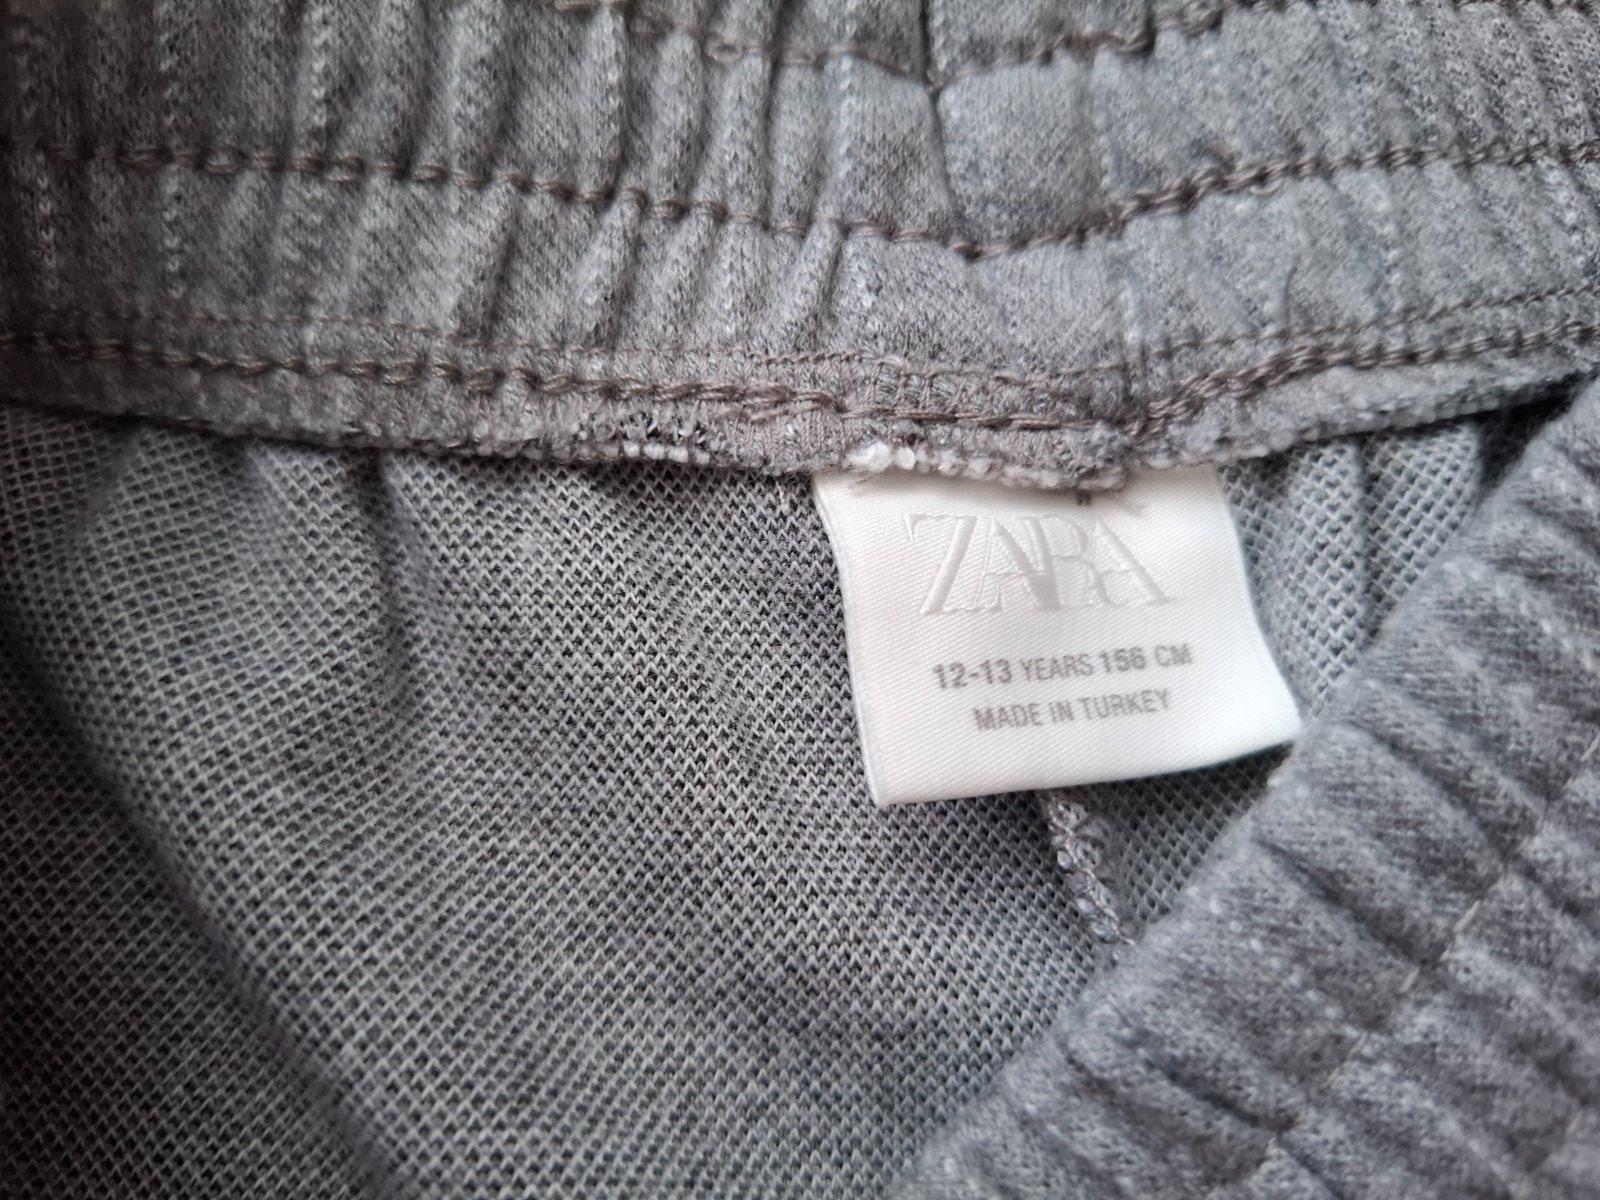 ZARA
12-13 YEARS 156 CM
MADE IN TURKEY